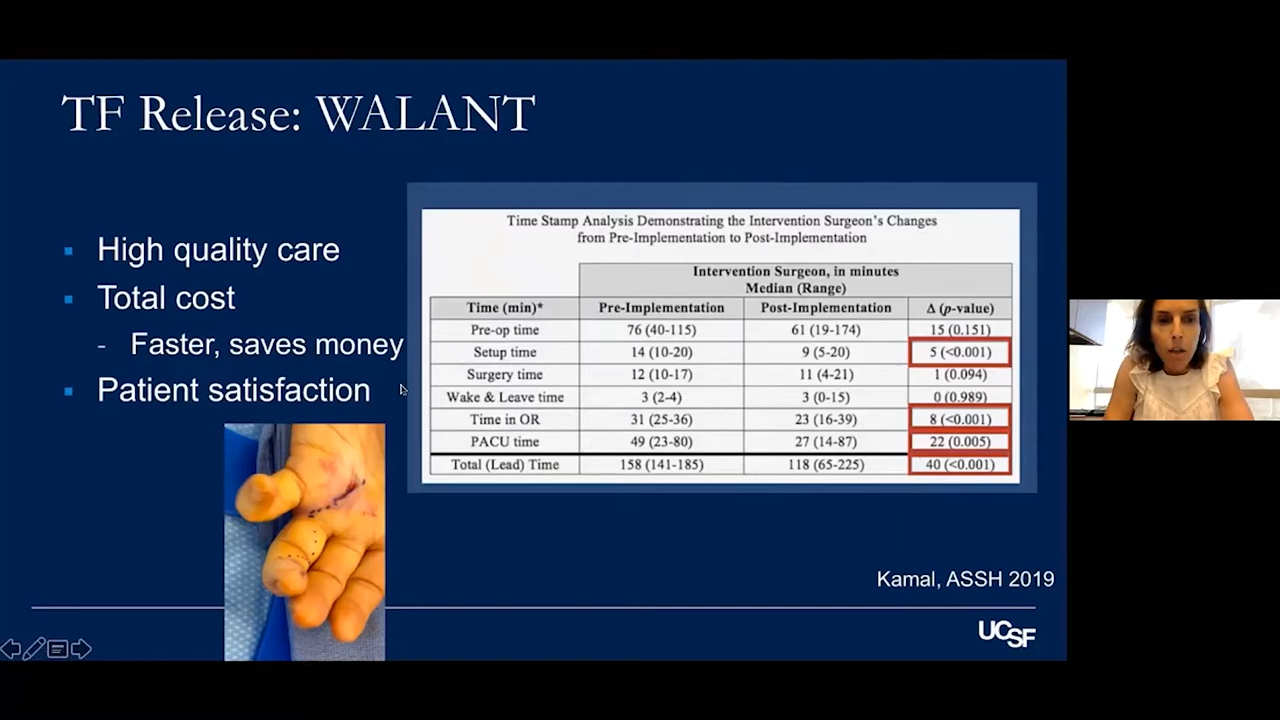 TF Release: WALANT
▪ High quality care
▪ Total cost
- Faster, saves money
▪ Patient satisfaction
Time Stamp Analysis Demonstrating the Intervention Surgeon's Changes
from Pre-Implementation to Post-Implementation
Intervention Surgeon, in minutes
Median (Range)
Time (min)* Pre-Implementation Post-Implementation Δ (p-value)
Pre-op time 76 (40-115) 61 (19-174) 15 (0.151)
Setup time 14 (10-20) 9 (5-20) 5 (<0.001)
Surgery time 12 (10-17) 11 (4-21) 1 (0.094)
Wake & Leave time 3 (2-4) 3 (0-15) 0 (0.989)
Time in OR 31 (25-36) 23 (16-39) 8 (<0.001)
PACU time 49 (23-80) 27 (14-87) 22 (0.005)
Total (Lead) Time 158 (141-185) 118 (65-225) 40 (<0.001)
Kamal, ASSH 2019
UCSF